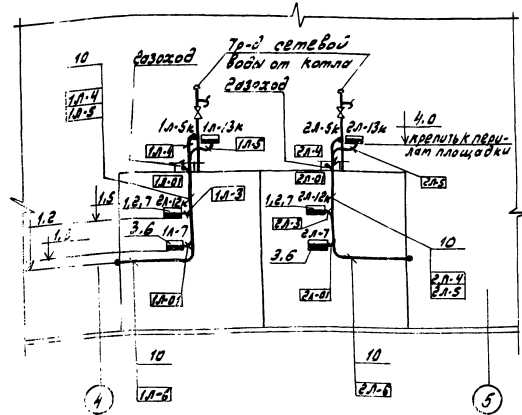 10
газоход
Тр-д сетевой
воды от котла
газоход
1л-4
1л-5
1л-5к
1л-13к
2л-5к
2л-13к
4,0
крепить к пери-
лам площадки
1л-4
1л-5
2л-4
2л-5
1л-01
2л-01
1л-3
1,5
1,2,7
2л-12к
1,2,7
2л-12к
1,2
2л-3
3,6
1л-7
2л-7
10
3,6
2л-4
2л-5
1л-01
2л-01
10
10
4
1л-6
2л-6
5